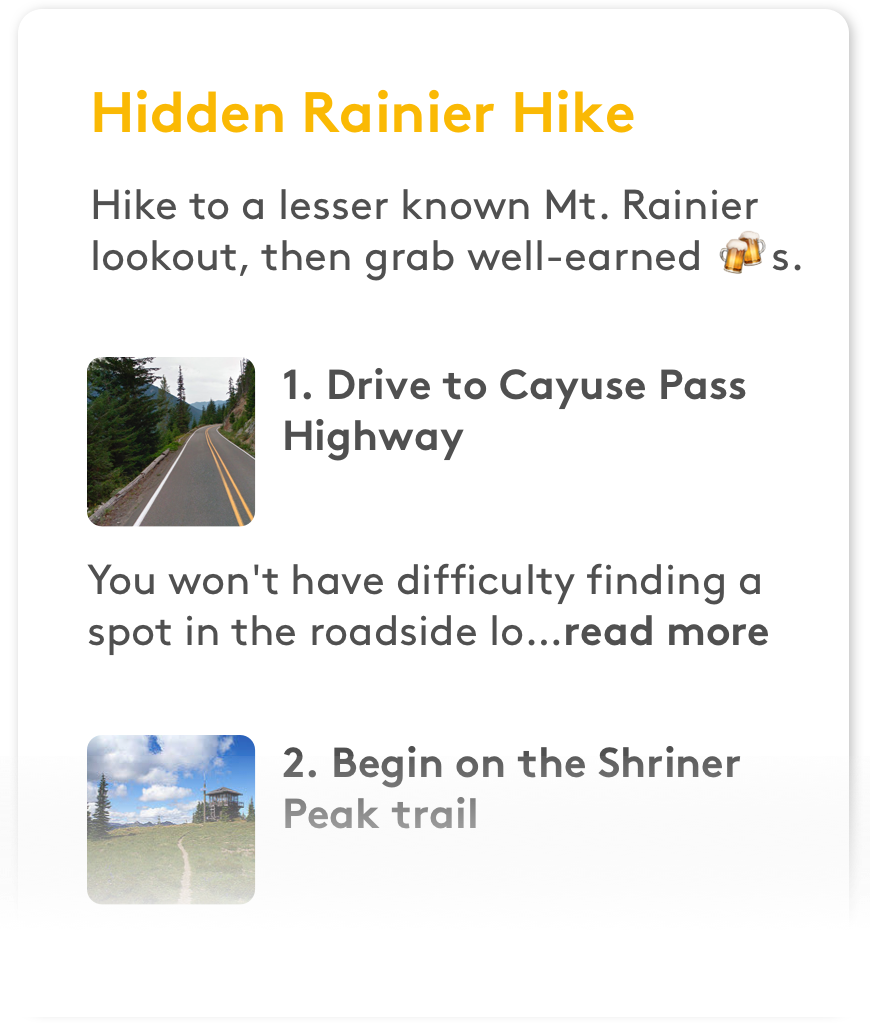 Hidden Rainier Hike
Hike to a lesser known Mt. Rainier
lookout, then grab well-earned 🍻s.
1. Drive to Cayuse Pass
Highway
You won't have difficulty finding a
spot in the roadside lo...read more
2. Begin on the Shriner
Peak trail